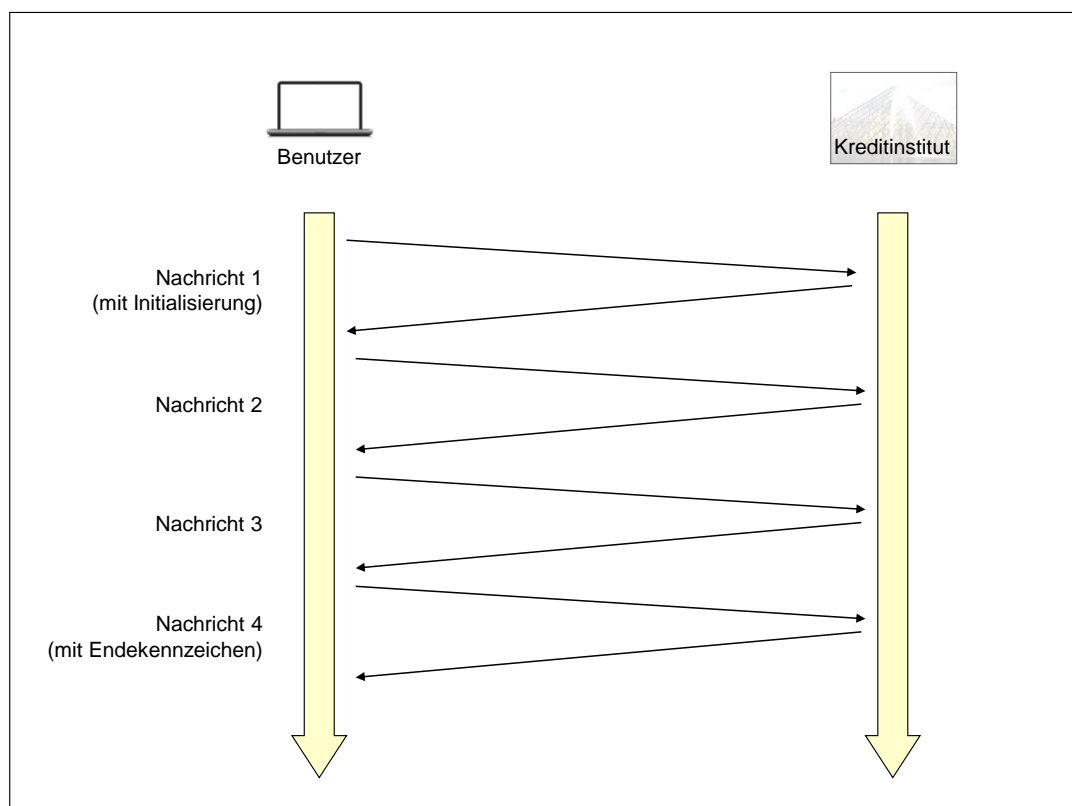 Benutzer
Kreditinstitut
Nachricht 1
(mit Initialisierung)
Nachricht 2
Nachricht 3
Nachricht 4
(mit Endekennzeichen)